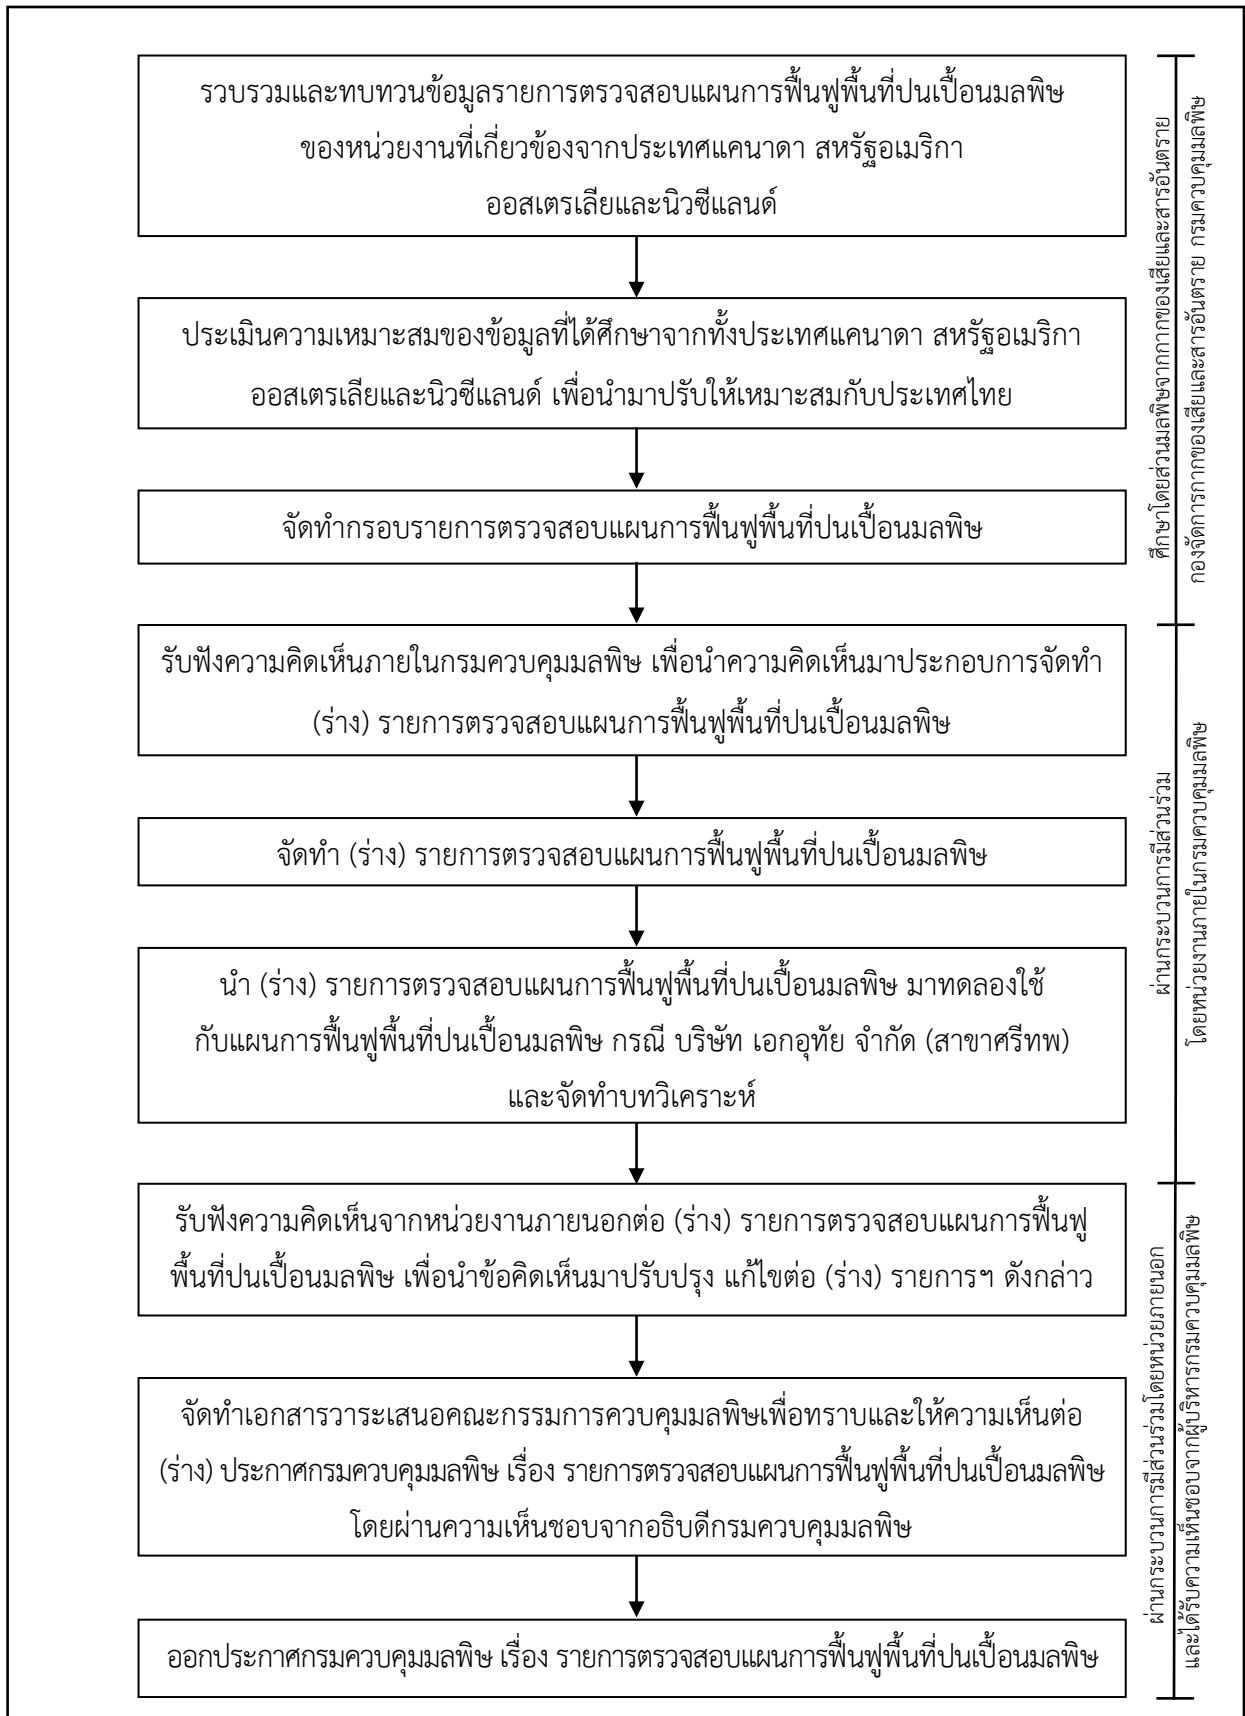 รวบรวมและทบทวนข้อมูลรายการตรวจสอบแผนการฟื้นฟูพื้นที่ปนเปื้อนมลพิษ
ของหน่วยงานที่เกี่ยวข้องจากประเทศแคนาดา สหรัฐอเมริกา
ออสเตรเลียและนิวซีแลนด์
ประเมินความเหมาะสมของข้อมูลที่ได้ศึกษาจากทั้งประเทศแคนาดา สหรัฐอเมริกา
ออสเตรเลียและนิวซีแลนด์ เพื่อนำมาปรับให้เหมาะสมกับประเทศไทย
จัดทำกรอบรายการตรวจสอบแผนการฟื้นฟูพื้นที่ปนเปื้อนมลพิษ
ศึกษาโดยส่วนมลพิษจากกากของเสียและสารอันตราย
กองจัดการกากของเสียและสารอันตราย กรมควบคุมมลพิษ
รับฟังความคิดเห็นภายในกรมควบคุมมลพิษ เพื่อนำความคิดเห็นมาประกอบการจัดทำ
(ร่าง) รายการตรวจสอบแผนการฟื้นฟูพื้นที่ปนเปื้อนมลพิษ
จัดทำ (ร่าง) รายการตรวจสอบแผนการฟื้นฟูพื้นที่ปนเปื้อนมลพิษ
นำ (ร่าง) รายการตรวจสอบแผนการฟื้นฟูพื้นที่ปนเปื้อนมลพิษ มาทดลองใช้
กับแผนการฟื้นฟูพื้นที่ปนเปื้อนมลพิษ กรณี บริษัท เอกอุทัย จำกัด (สาขาศรีทพ)
และจัดทำบทวิเคราะห์
ผ่านกระบวนการมีส่วนร่วม
โดยหน่วยงานภายในกรมควบคุมมลพิษ
รับฟังความคิดเห็นจากหน่วยงานภายนอกต่อ (ร่าง) รายการตรวจสอบแผนการฟื้นฟู
พื้นที่ปนเปื้อนมลพิษ เพื่อนำข้อคิดเห็นมาปรับปรุง แก้ไขต่อ (ร่าง) รายการฯ ดังกล่าว
จัดทำเอกสารวาระเสนอคณะกรรมการควบคุมมลพิษเพื่อทราบและให้ความเห็นต่อ
(ร่าง) ประกาศกรมควบคุมมลพิษ เรื่อง รายการตรวจสอบแผนการฟื้นฟูพื้นที่ปนเปื้อนมลพิษ
โดยผ่านความเห็นชอบจากอธิบดีกรมควบคุมมลพิษ
ออกประกาศกรมควบคุมมลพิษ เรื่อง รายการตรวจสอบแผนการฟื้นฟูพื้นที่ปนเปื้อนมลพิษ
ผ่านกระบวนการมีส่วนร่วมโดยหน่วยภายนอก
และได้รับความเห็นชอบจากผู้บริหารกรมควบคุมมลพิษ